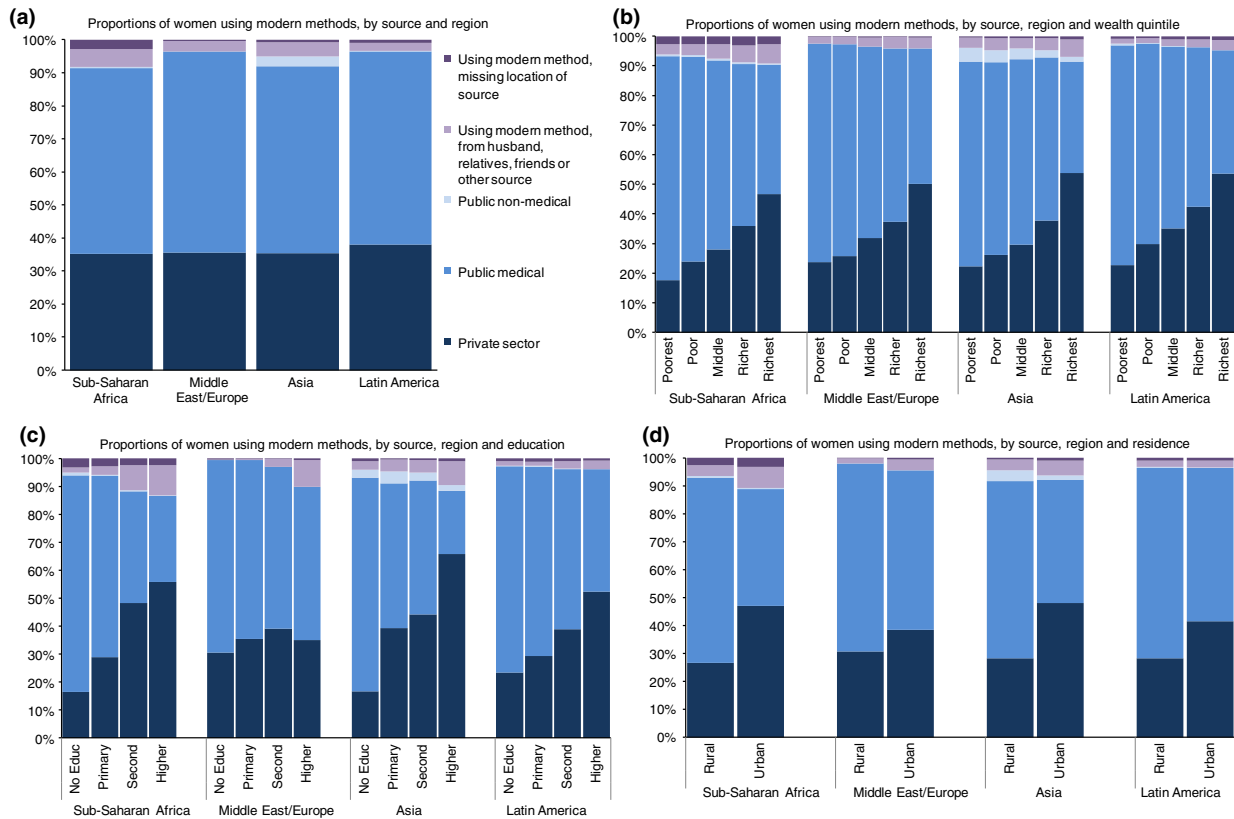 (a)
Proportions of women using modern methods, by source and region
100%
90%
80%
70%
60%
50%
40%
30%
20%
10%
0%
Sub-Saharan
Africa
Middle
East/Europe
Asia
Latin America
Using modern method,
missing location of
source
Using modern method,
from husband,
relatives, friends or
other source
Public non-medical
Public medical
Private sector
(b)
Proportions of women using modern methods, by source, region and wealth quintile
100%
90%
80%
70%
60%
50%
40%
30%
20%
10%
0%
Poorest
Poor
Middle
Richer
Richest
Poorest
Poor
Middle
Richer
Richest
Poorest
Poor
Middle
Richer
Richest
Poorest
Poor
Middle
Richer
Richest
Sub-Saharan Africa
Middle East/Europe
Asia
Latin America
(c)
Proportions of women using modern methods, by source, region and education
100%
90%
80%
70%
60%
50%
40%
30%
20%
10%
0%
No Educ
Primary
Second
Higher
No Educ
Primary
Second
Higher
No Educ
Primary
Second
Higher
No Educ
Primary
Second
Higher
Sub-Saharan Africa
Middle East/Europe
Asia
Latin America
(d)
Proportions of women using modern methods, by source, region and residence
100%
90%
80%
70%
60%
50%
40%
30%
20%
10%
0%
Rural
Urban
Rural
Urban
Rural
Urban
Rural
Urban
Sub-Saharan Africa
Middle East/Europe
Asia
Latin America